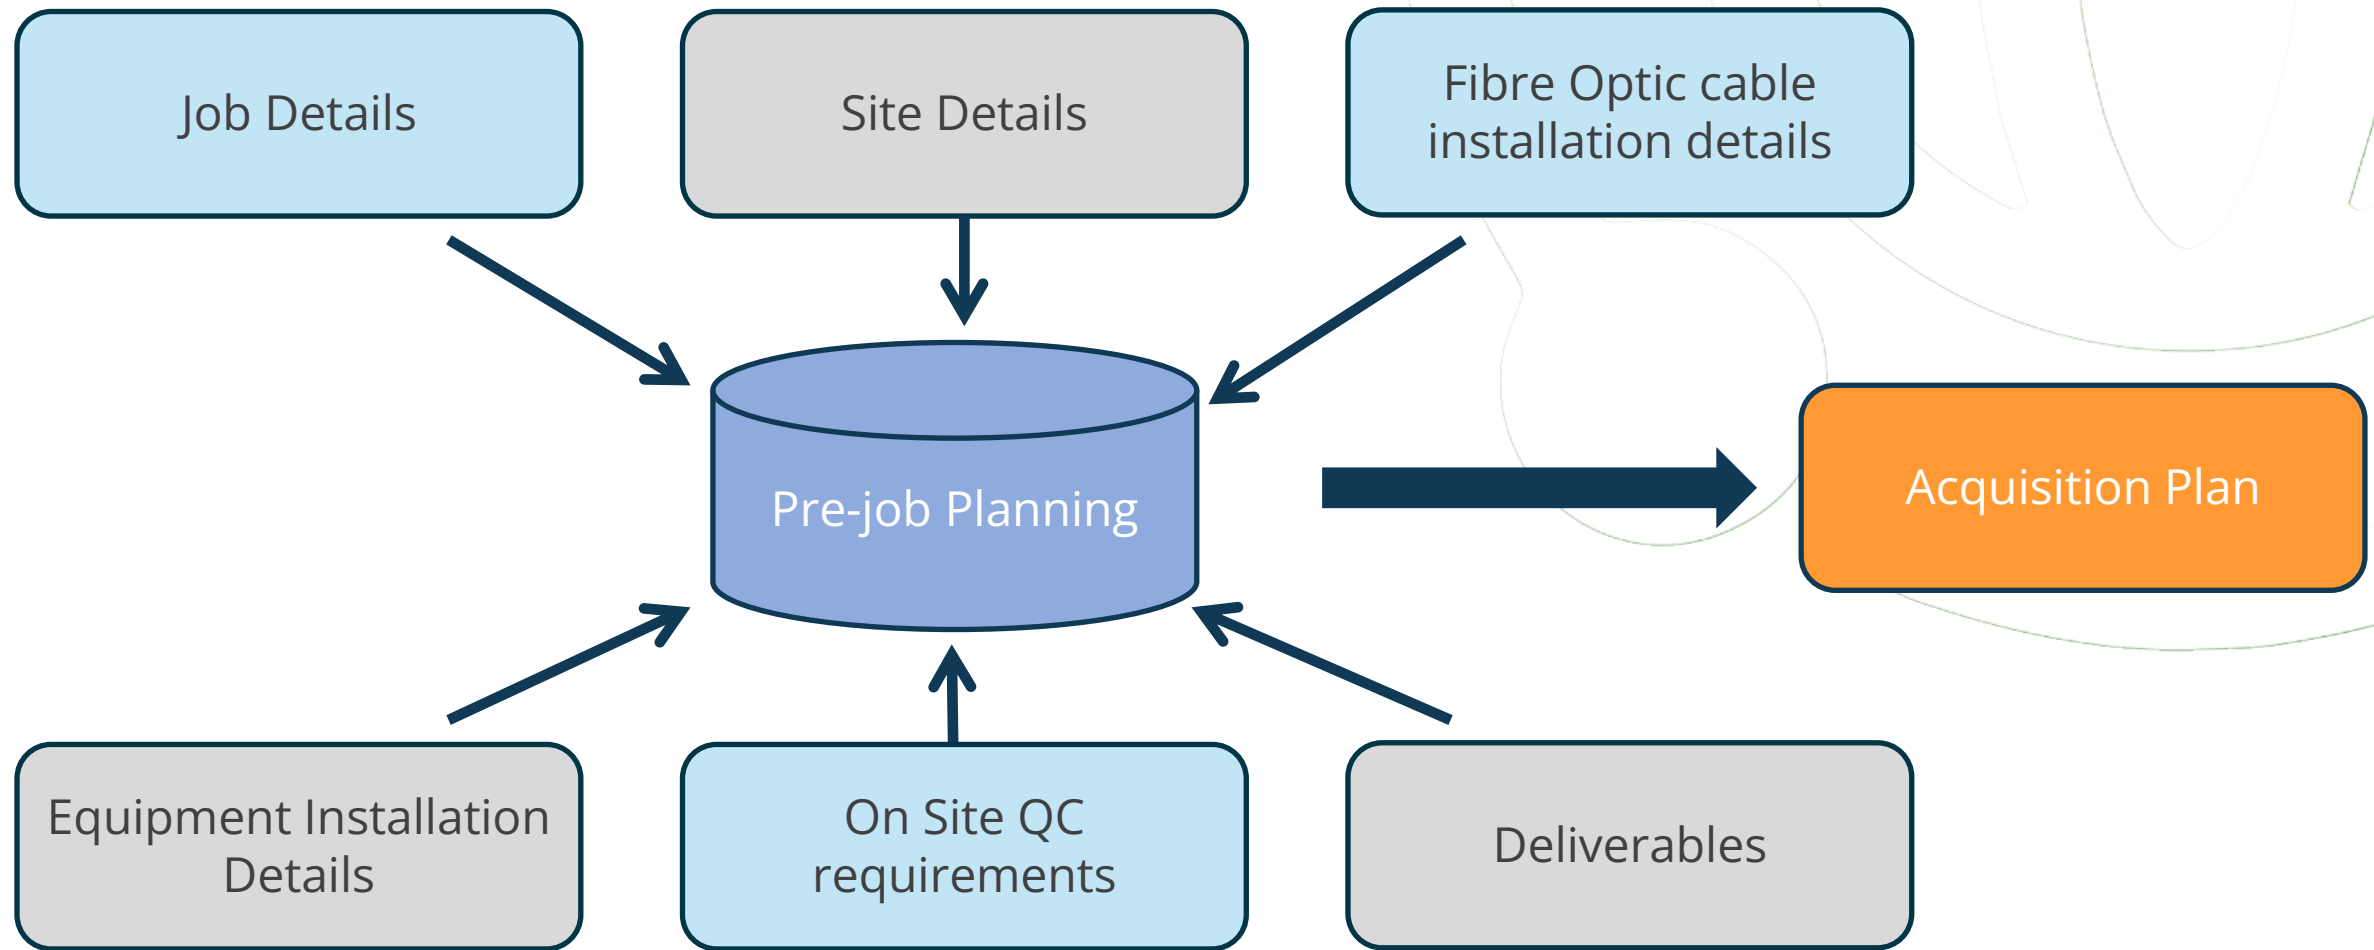 Job Details
Site Details
Fibre Optic cable
installation details
Pre-job Planning
Acquisition Plan
Equipment Installation
Details
On Site QC
requirements
Deliverables